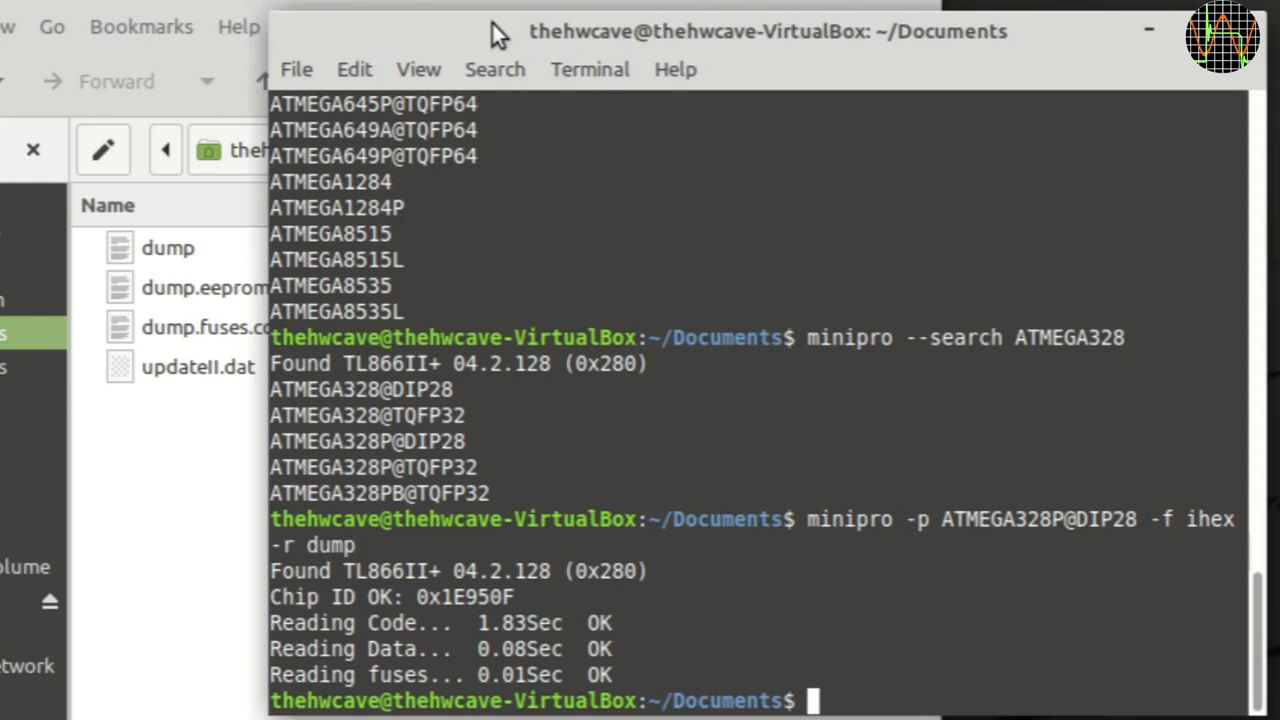 w Go Bookmarks Help
Forward
theh
Name
dump
dump.eeprom
dump.fuses.co
updateII.dat
s
olume
etwork
thehwcave@thehwcave-VirtualBox: ~/Documents
File Edit View Search Terminal Help
ATMEGA645P@TQFP64
ATMEGA649A@TQFP64
ATMEGA649P@TQFP64
ATMEGA1284
ATMEGA1284P
ATMEGA8515
ATMEGA8515L
ATMEGA8535
ATMEGA8535L
thehwcave@thehwcave-VirtualBox:~/Documents$ minipro --search ATMEGA328
Found TL866II+ 04.2.128 (0x280)
ATMEGA328@DIP28
ATMEGA328@TQFP32
ATMEGA328P@DIP28
ATMEGA328P@TQFP32
ATMEGA328PB@TQFP32
thehwcave@thehwcave-VirtualBox:~/Documents$ minipro -p ATMEGA328P@DIP28 -f ihex
-r dump
Found TL866II+ 04.2.128 (0x280)
Chip ID OK: 0x1E950F
Reading Code... 1.83Sec OK
Reading Data... 0.08Sec OK
Reading fuses... 0.01Sec OK
thehwcave@thehwcave-VirtualBox:~/Documents$